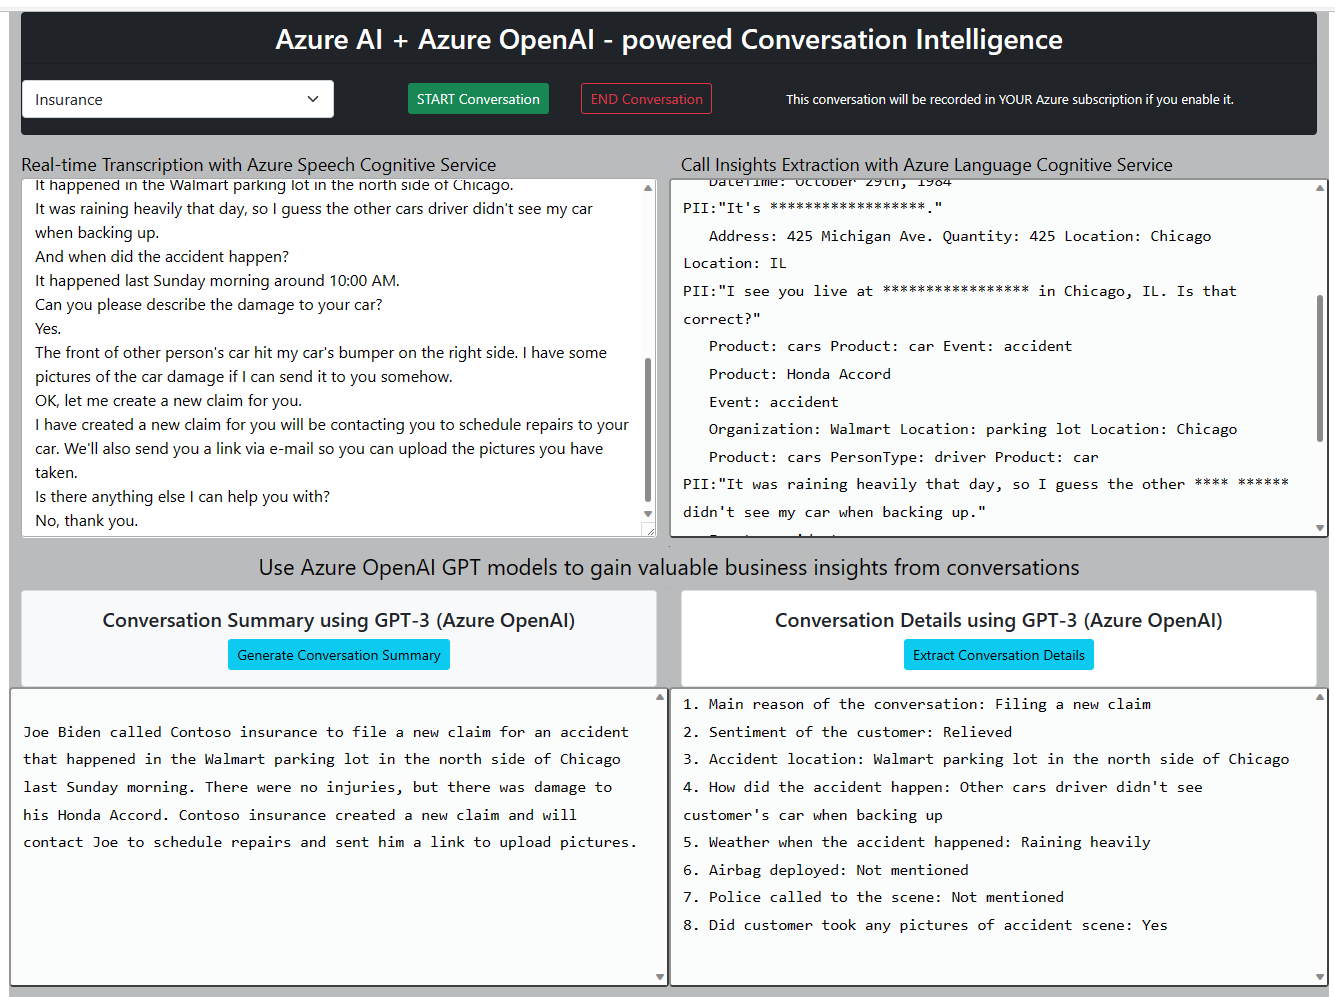 Azure AI + Azure OpenAI - powered Conversation Intelligence
Insurance
START Conversation
END Conversation
This conversation will be recorded in YOUR Azure subscription if you enable it.
Real-time Transcription with Azure Speech Cognitive Service
It happened in the Walmart parking lot in the north side of Chicago.
It was raining heavily that day, so I guess the other cars driver didn't see my car
when backing up.
And when did the accident happen?
It happened last Sunday morning around 10:00 AM.
Can you please describe the damage to your car?
Yes.
The front of other person's car hit my car's bumper on the right side. I have some
pictures of the car damage if I can send it to you somehow.
OK, let me create a new claim for you.
I have created a new claim for you will be contacting you to schedule repairs to your
car. We'll also send you a link via e-mail so you can upload the pictures you have
taken.
Is there anything else I can help you with?
No, thank you.
Call Insights Extraction with Azure Language Cognitive Service
DateTime: October 29th, 1984
PII:"It's ******************."
Address: 425 Michigan Ave. Quantity: 425 Location: Chicago
Location: IL
PII:"I see you live at ***************** in Chicago, IL. Is that
correct?"
Product: cars Product: car Event: accident
Product: Honda Accord
Event: accident
Organization: Walmart Location: parking lot Location: Chicago
Product: cars PersonType: driver Product: car
PII:"It was raining heavily that day, so I guess the other **** ******
didn't see my car when backing up."
Use Azure OpenAI GPT models to gain valuable business insights from conversations
Conversation Summary using GPT-3 (Azure OpenAI)
Generate Conversation Summary
Joe Biden called Contoso insurance to file a new claim for an accident
that happened in the Walmart parking lot in the north side of Chicago
last Sunday morning. There were no injuries, but there was damage to
his Honda Accord. Contoso insurance created a new claim and will
contact Joe to schedule repairs and sent him a link to upload pictures.
Conversation Details using GPT-3 (Azure OpenAI)
Extract Conversation Details
1. Main reason of the conversation: Filing a new claim
2. Sentiment of the customer: Relieved
3. Accident location: Walmart parking lot in the north side of Chicago
4. How did the accident happen: Other cars driver didn't see
customer's car when backing up
5. Weather when the accident happened: Raining heavily
6. Airbag deployed: Not mentioned
7. Police called to the scene: Not mentioned
8. Did customer took any pictures of accident scene: Yes